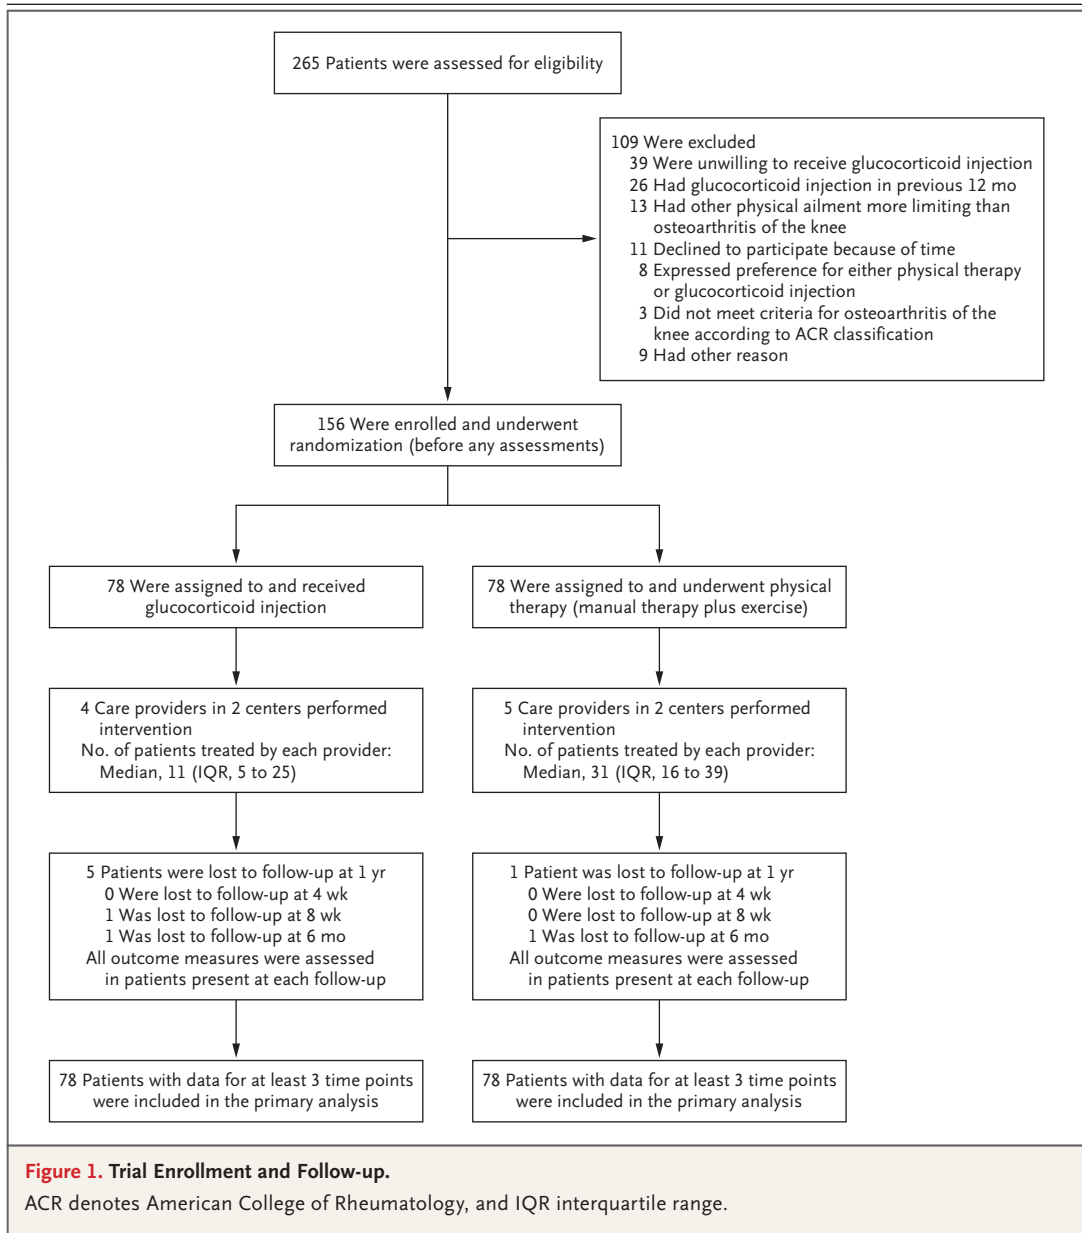 265 Patients were assessed for eligibility
109 Were excluded
39 Were unwilling to receive glucocorticoid injection
26 Had glucocorticoid injection in previous 12 mo
13 Had other physical ailment more limiting than
osteoarthritis of the knee
11 Declined to participate because of time
8 Expressed preference for either physical therapy
or glucocorticoid injection
3 Did not meet criteria for osteoarthritis of the
knee according to ACR classification
9 Had other reason
156 Were enrolled and underwent
randomization (before any assessments)
78 Were assigned to and received
glucocorticoid injection
78 Were assigned to and underwent physical
therapy (manual therapy plus exercise)
4 Care providers in 2 centers performed
intervention
No. of patients treated by each provider:
Median, 11 (IQR, 5 to 25)
5 Care providers in 2 centers performed
intervention
No. of patients treated by each provider:
Median, 31 (IQR, 16 to 39)
5 Patients were lost to follow-up at 1 yr
0 Were lost to follow-up at 4 wk
1 Was lost to follow-up at 8 wk
1 Was lost to follow-up at 6 mo
All outcome measures were assessed
in patients present at each follow-up
1 Patient was lost to follow-up at 1 yr
0 Were lost to follow-up at 4 wk
0 Were lost to follow-up at 8 wk
1 Was lost to follow-up at 6 mo
All outcome measures were assessed
in patients present at each follow-up
78 Patients with data for at least 3 time points
were included in the primary analysis
78 Patients with data for at least 3 time points
were included in the primary analysis
Figure 1. Trial Enrollment and Follow-up.
ACR denotes American College of Rheumatology, and IQR interquartile range.